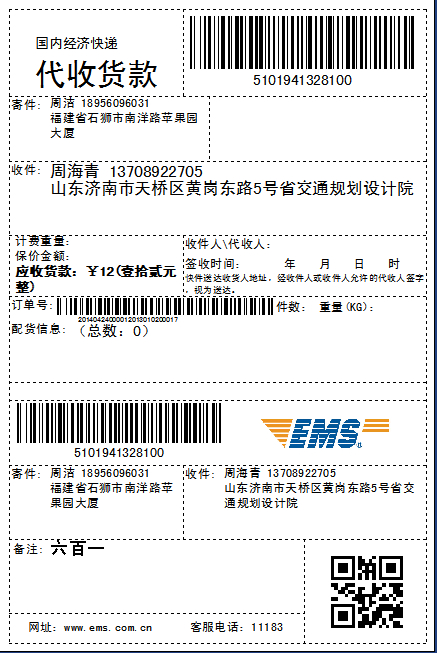 国内经济快递
代收货款
5101941328100
寄件: 周洁 18956096031
福建省石狮市南洋路苹果园
大厦
收件: 周海青 13708922705
山东济南市天桥区黄岗东路5号省交通规划设计院
计费重量:
保价金额:
应收货款: ￥12(壹拾贰元
整)
收件人\代收人:
签收时间: 年 月 日 时
快件送达收货人地址，经收件人或收件人允许的代收人签字
，视为送达。
订单号:
2014042400012018010200017
件数: 重量(KG):
配货信息: (总数: 0)
5101941328100
EMS
寄件: 周洁 18956096031
福建省石狮市南洋路苹
果园大厦
收件: 周海青 13708922705
山东济南市天桥区黄岗东路5号省交
通规划设计院
备注: 六百一
网址: www.ems.com.cn 客服电话: 11183